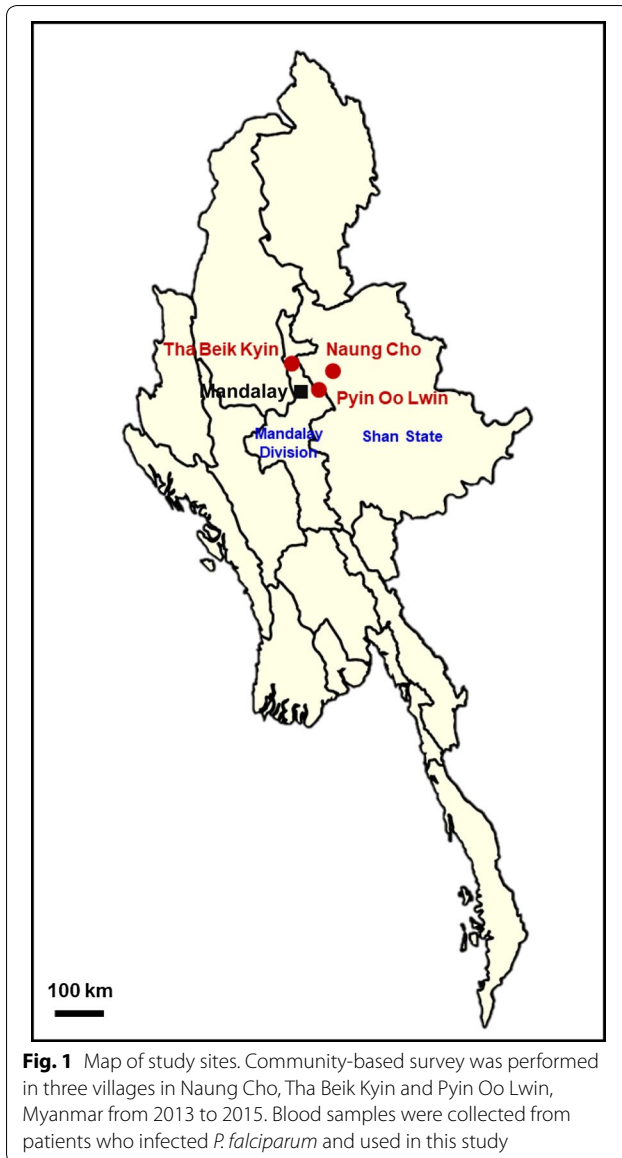 Tha Beik Kyin
Naung Cho
Mandalay
Pyin Oo Lwin
Mandalay
Division
Shan State
100 km
Fig. 1 Map of study sites. Community-based survey was performed
in three villages in Naung Cho, Tha Beik Kyin and Pyin Oo Lwin,
Myanmar from 2013 to 2015. Blood samples were collected from
patients who infected P. falciparum and used in this study